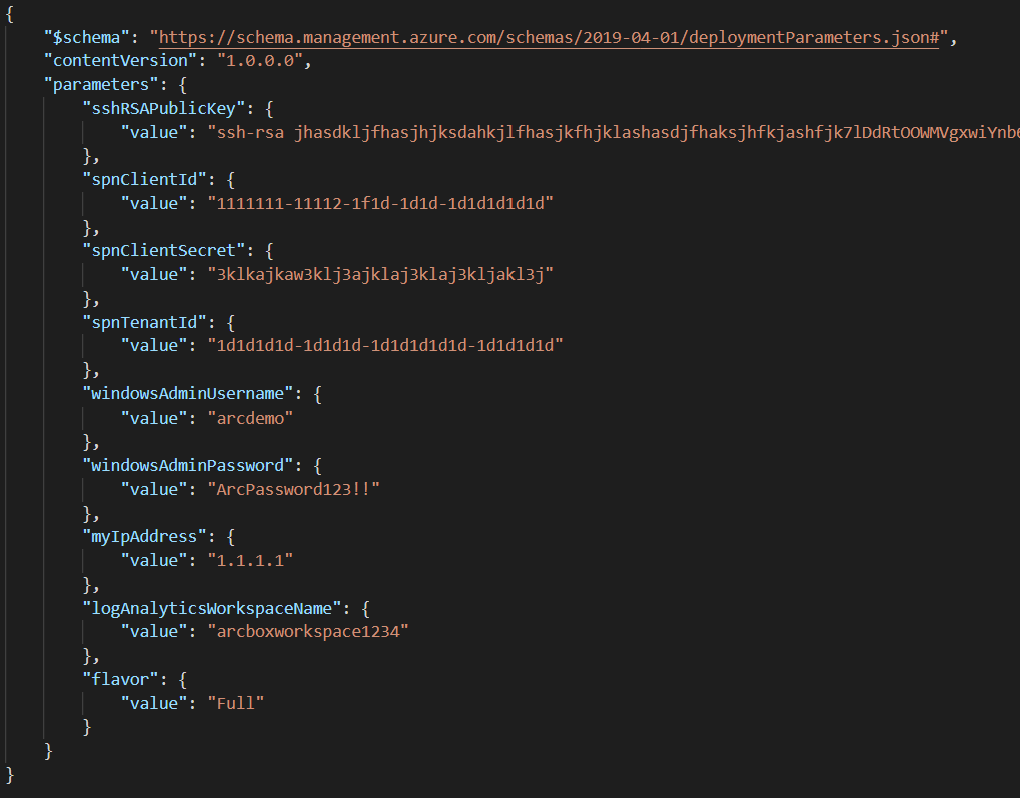 {
    "$schema": "https://schema.management.azure.com/schemas/2019-04-01/deploymentParameters.json#",
    "contentVersion": "1.0.0.0",
    "parameters": {
        "sshRSAPublicKey": {
            "value": "ssh-rsa jhasdkljfhasjhjksdahkjlfhasjkfhjklashasdjfhaksjhfkjashfjk7lDdRtOOWMVgxwiYnb6
        },
        "spnClientId": {
            "value": "1111111-11112-1f1d-1d1d-1d1d1d1d1d"
        },
        "spnClientSecret": {
            "value": "3klkajkaw3klj3ajklaj3klaj3kljakl3j"
        },
        "spnTenantId": {
            "value": "1d1d1d1d-1d1d1d-1d1d1d1d1d-1d1d1d1d"
        },
        "windowsAdminUsername": {
            "value": "arcdemo"
        },
        "windowsAdminPassword": {
            "value": "ArcPassword123!!"
        },
        "myIpAddress": {
            "value": "1.1.1.1"
        },
        "logAnalyticsWorkspaceName": {
            "value": "arcboxworkspace1234"
        },
        "flavor": {
            "value": "Full"
        }
    }
}